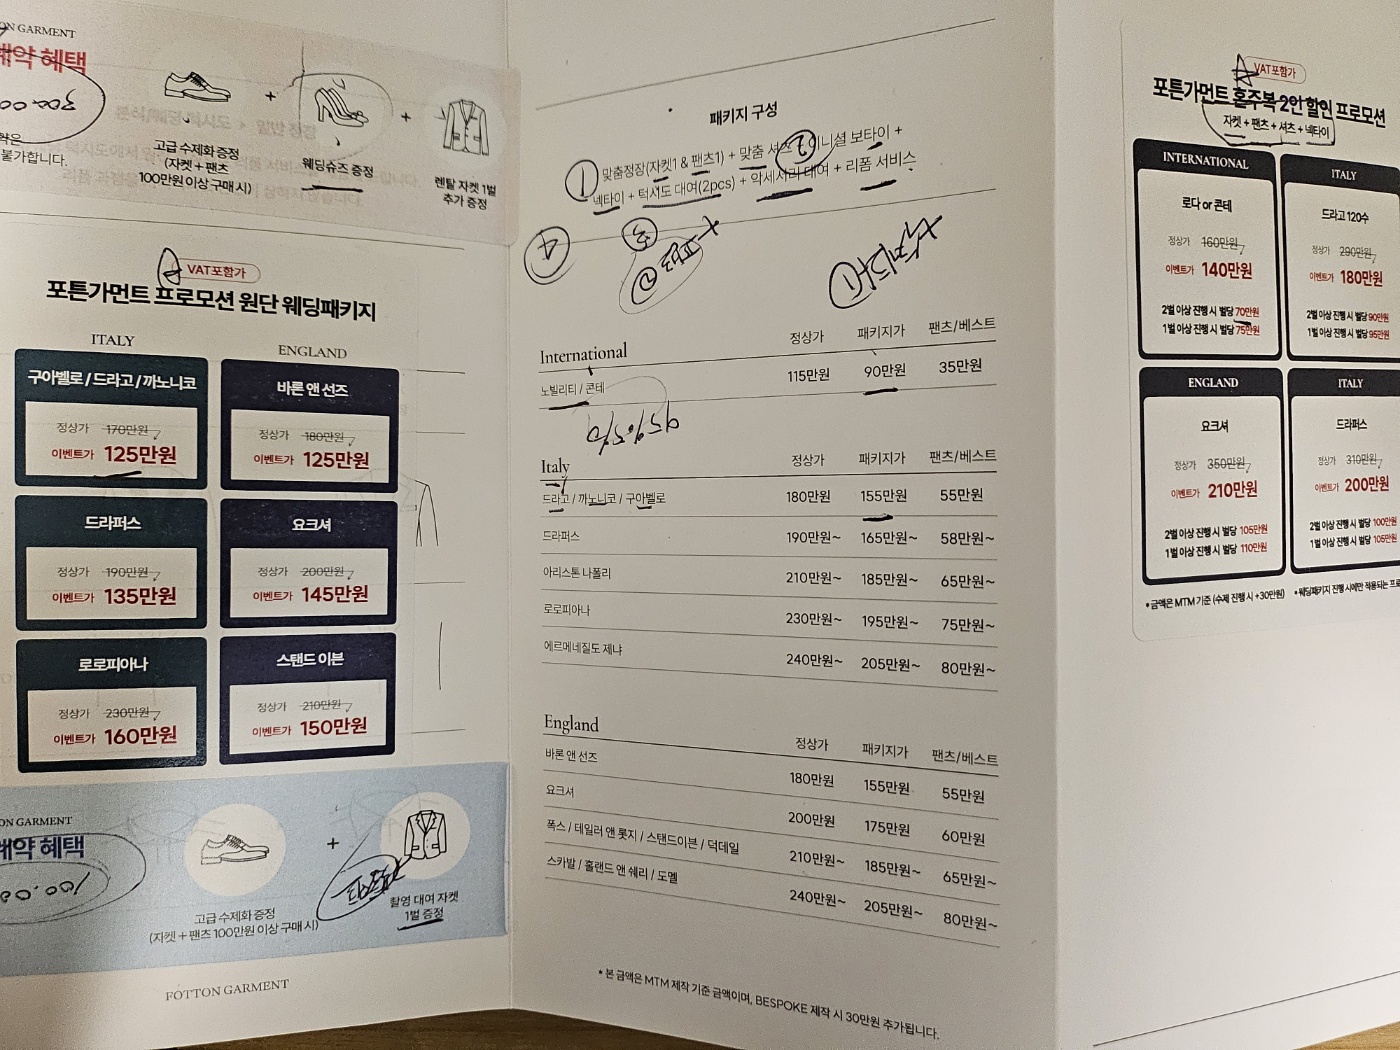 ON GARMENT
예약 혜택
300.00
약은
불가합니다.
+
+
고급 수제화 증정
(자켓 + 팬츠
100만원 이상 구매 시)
웨딩슈즈 증정
렌탈 자켓 1벌
추가 증정
VAT포함가
포튼가먼트 프로모션 원단 웨딩패키지
ITALY
ENGLAND
구아벨로 / 드라고 / 까노니코
정상가 170만원
이벤트가 125만원
바론 앤 선즈
정상가 180만원
이벤트가 125만원
드라퍼스
정상가 190만원
이벤트가 135만원
요크셔
정상가 200만원
이벤트가 145만원
로로피아나
정상가 230만원
이벤트가 160만원
스탠드 이븐
정상가 210만원
이벤트가 150만원
ON GARMENT
예약 혜택
100.00
+
고급 수제화 증정
(자켓 + 팬츠 100만원 이상 구매 시)
촬영 대여 자켓
1벌 증정
FOTTON GARMENT
패키지 구성
① 맞춤정장(자켓1 & 팬츠1) + 맞춤 셔츠 이니셜 보타이 +
넥타이 + 턱시도 대여(2pcs) + 악세서리 대여 + 리폼 서비스
④
③
②
①
International 정상가 패키지가 팬츠/베스트
노빌리티 / 콘테 115만원 90만원 35만원
Italy 정상가 패키지가 팬츠/베스트
드라고 / 까노니코 / 구아벨로 180만원 155만원 55만원
드라퍼스 190만원~ 165만원~ 58만원~
아리스톤 나폴리 210만원~ 185만원~ 65만원~
로로피아나 230만원~ 195만원~ 75만원~
에르메네질도 제냐 240만원~ 205만원~ 80만원~
England 정상가 패키지가 팬츠/베스트
바론 앤 선즈 180만원 155만원 55만원
요크셔 200만원 175만원 60만원
폭스 / 테일러 앤 롯지 / 스탠드이븐 / 덕데일 210만원~ 185만원~ 65만원~
스카발 / 홀랜드 앤 쉐리 / 도멜 240만원~ 205만원~ 80만원~
* 본 금액은 MTM 제작 기준 금액이며, BESPOKE 제작 시 30만원 추가됩니다.
VAT포함가
포튼가먼트 혼주복 2인 할인 프로모션
자켓 + 팬츠 + 셔츠 + 넥타이
INTERNATIONAL
로다 or 콘테
정상가 160만원
이벤트가 140만원
2벌 이상 진행 시 벌당 70만원
1벌 진행 시 벌당 75만원
ITALY
드라고 120수
정상가 290만원
이벤트가 180만원
2벌 이상 진행 시 벌당 90만원
1벌 진행 시 벌당 95만원
ENGLAND
요크셔
정상가 350만원
이벤트가 210만원
2벌 이상 진행 시 벌당 105만원
1벌 진행 시 벌당 110만원
ITALY
드라퍼스
정상가 310만원
이벤트가 200만원
2벌 이상 진행 시 벌당 100만원
1벌 진행 시 벌당 105만원
* 금액은 MTM 기준 (수제 진행 시 +30만원)
* 웨딩패키지 진행 시에만 적용되는 프로